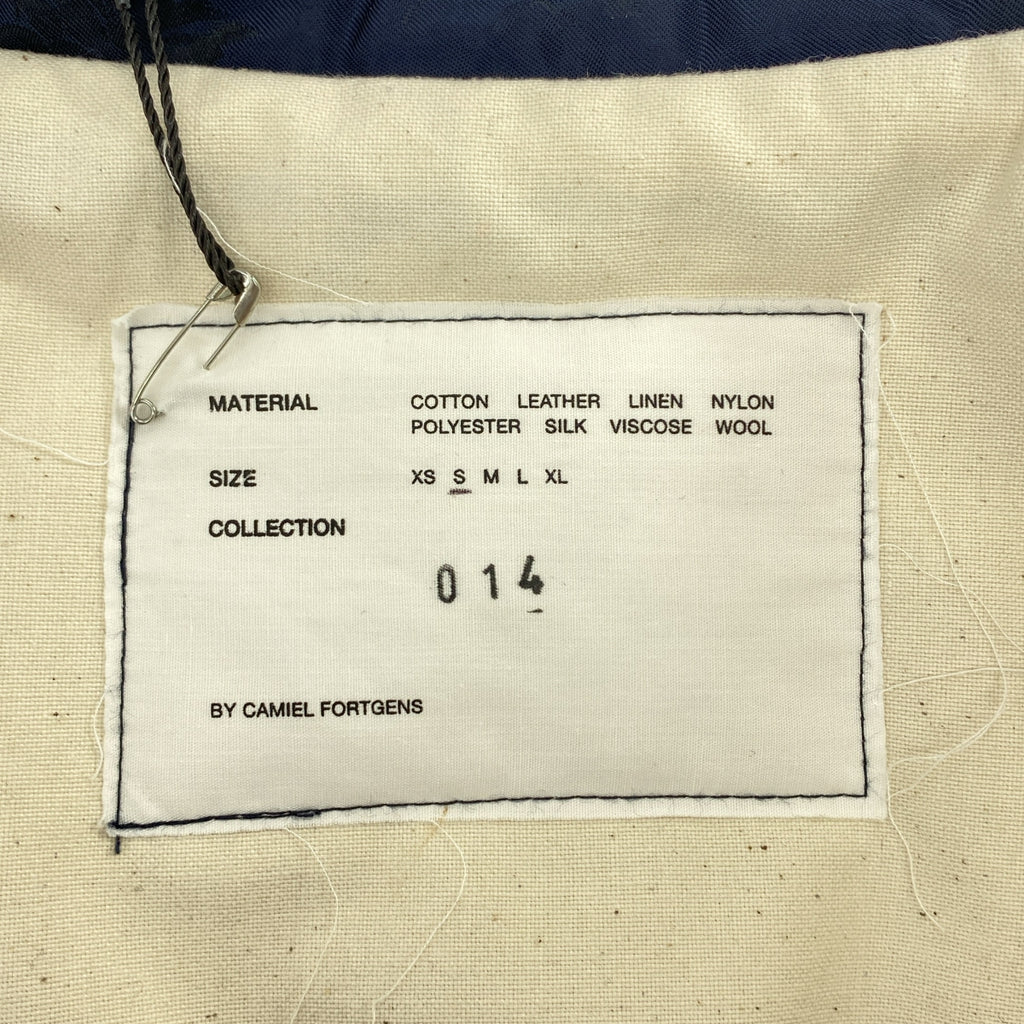 MATERIAL COTTON LEATHER LINEN NYLON
POLYESTER SILK VISCOSE WOOL
SIZE XS S M L XL
COLLECTION
014
BY CAMIEL FORTGENS